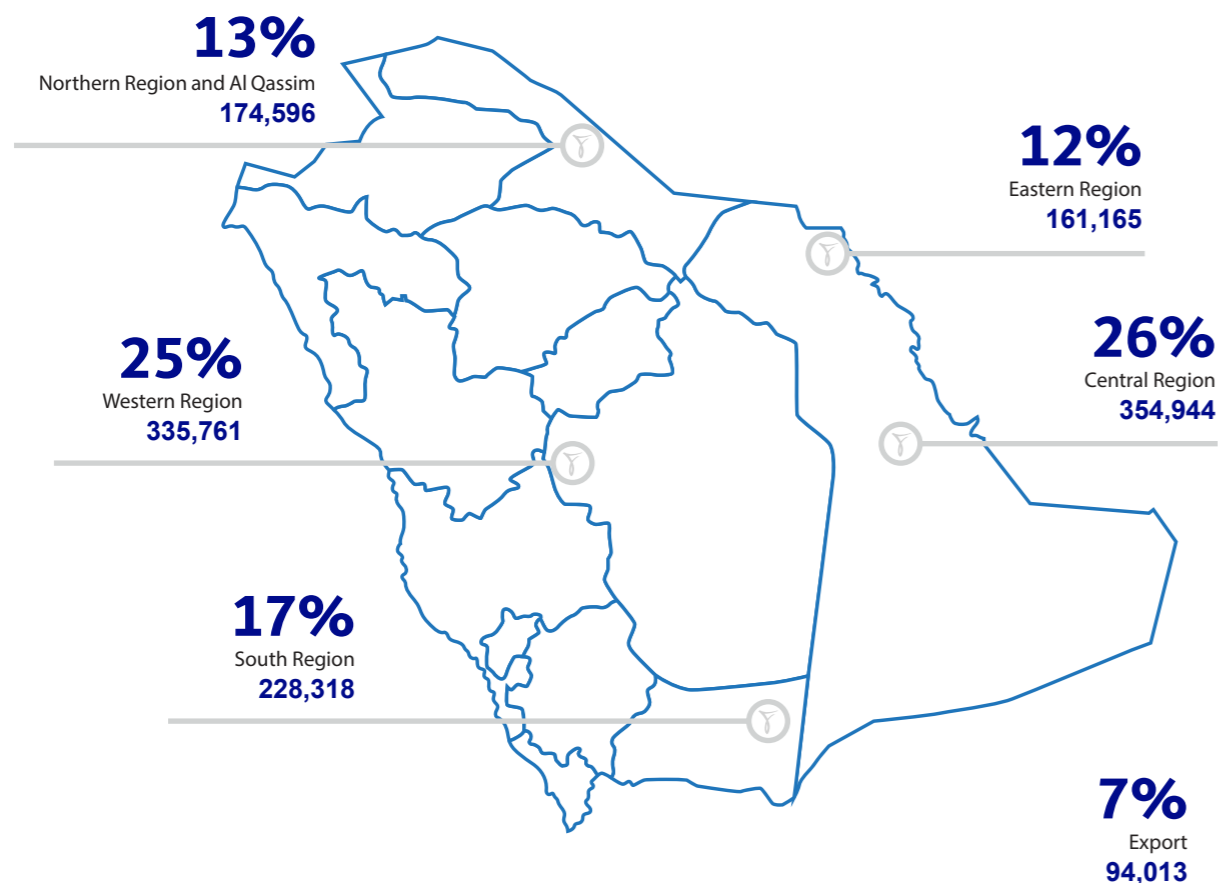 13%
Northern Region and Al Qassim
174,596
12%
Eastern Region
161,165
25%
Western Region
335,761
26%
Central Region
354,944
17%
South Region
228,318
7%
Export
94,013